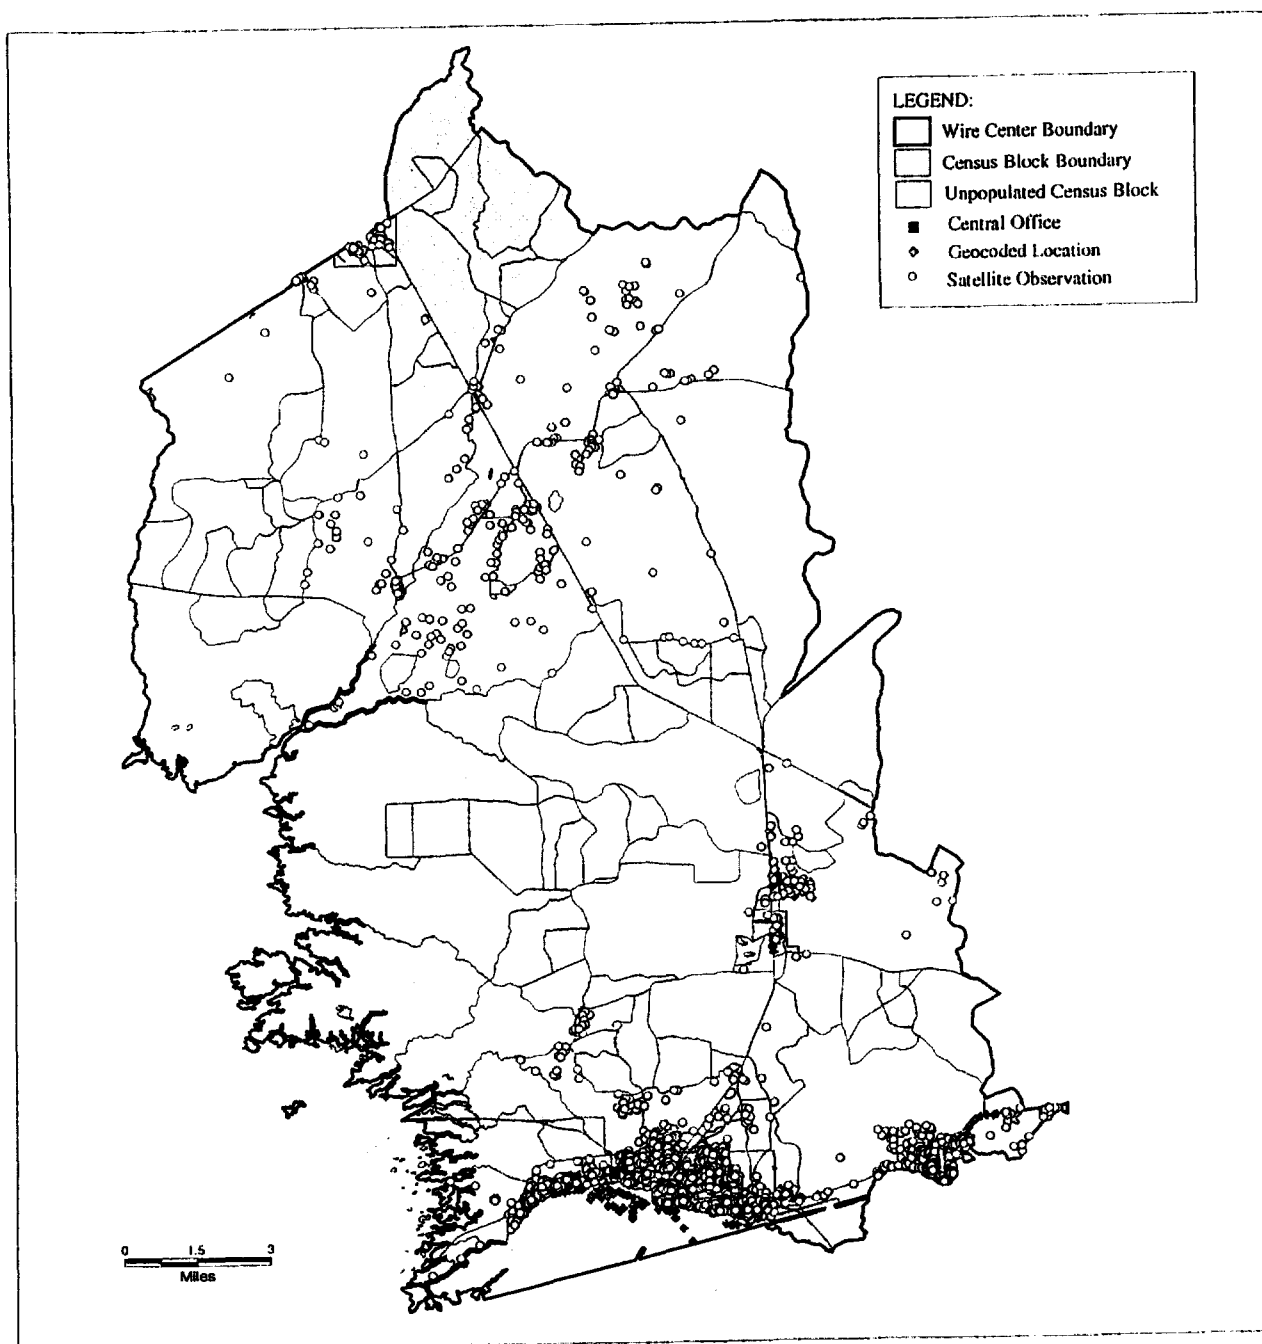 LEGEND:
Wire Center Boundary
Census Block Boundary
Unpopulated Census Block
Central Office
Geocoded Location
Satellite Observation
0 1.5 3
Miles